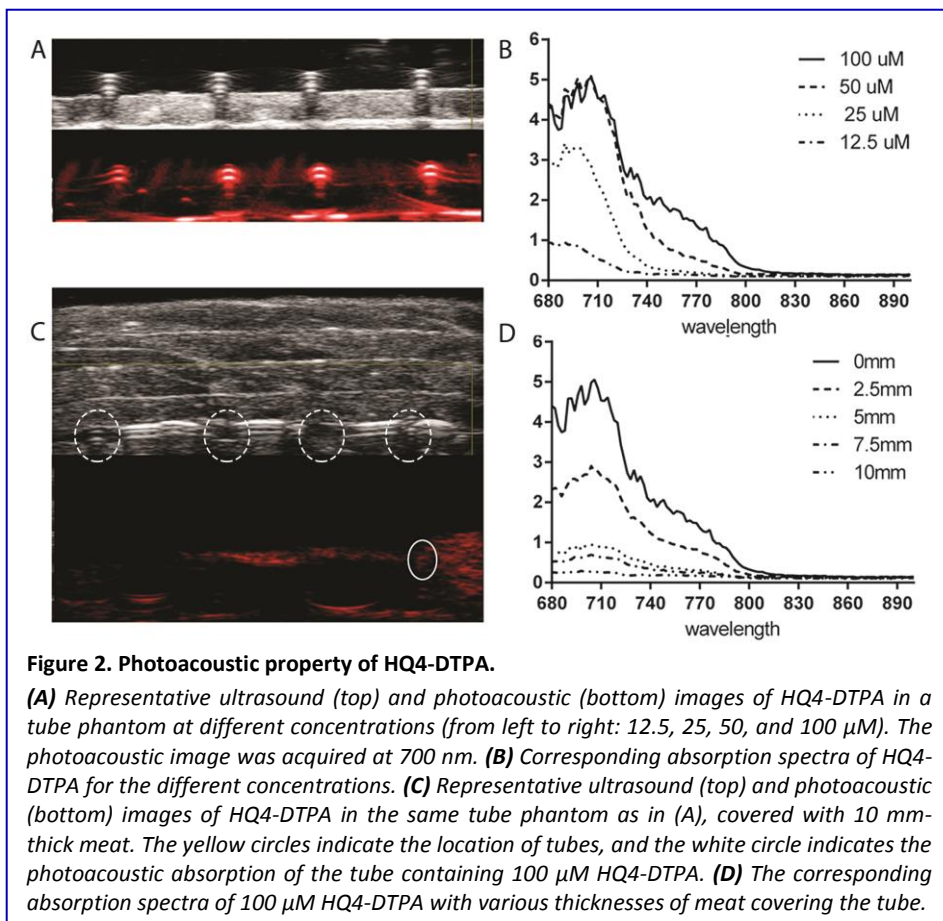 A
B
100 uM
50 uM
25 uM
12.5 uM
6
5
4
3
2
1
0
680 710 740 770 800 830 860 890
wavelength
C
D
0mm
2.5mm
5mm
7.5mm
10mm
6
5
4
3
2
1
0
680 710 740 770 800 830 860 890
wavelength
Figure 2. Photoacoustic property of HQ4-DTPA.
(A) Representative ultrasound (top) and photoacoustic (bottom) images of HQ4-DTPA in a
tube phantom at different concentrations (from left to right: 12.5, 25, 50, and 100 μM). The
photoacoustic image was acquired at 700 nm. (B) Corresponding absorption spectra of HQ4-
DTPA for the different concentrations. (C) Representative ultrasound (top) and photoacoustic
(bottom) images of HQ4-DTPA in the same tube phantom as in (A), covered with 10 mm-
thick meat. The yellow circles indicate the location of tubes, and the white circle indicates the
photoacoustic absorption of the tube containing 100 μM HQ4-DTPA. (D) The corresponding
absorption spectra of 100 μM HQ4-DTPA with various thicknesses of meat covering the tube.